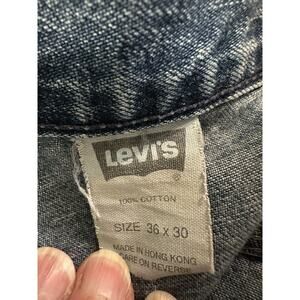 Levi's
100% COTTON
SIZE 36 x 30
MADE IN HONG KONG
CARE ON REVERSE